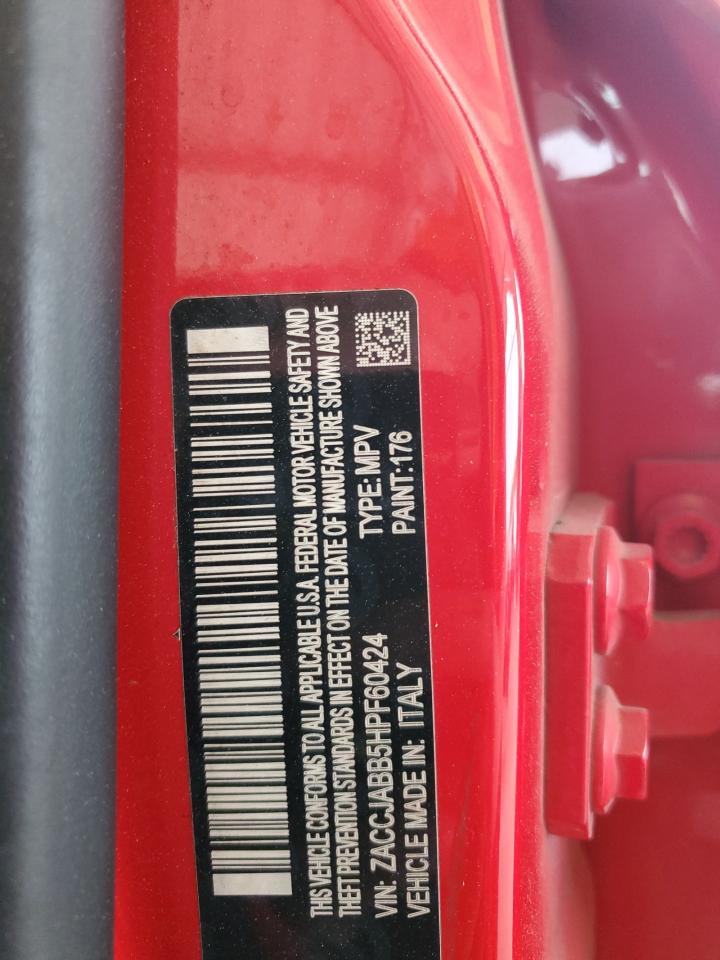 THIS VEHICLE CONFORMS TO ALL APPLICABLE U.S.A. FEDERAL MOTOR VEHICLE SAFETY AND
THEFT PREVENTION STANDARDS IN EFFECT ON THE DATE OF MANUFACTURE SHOWN ABOVE
VIN: ZACCJABB5HPF60424 TYPE: MPV
VEHICLE MADE IN: ITALY PAINT: 176